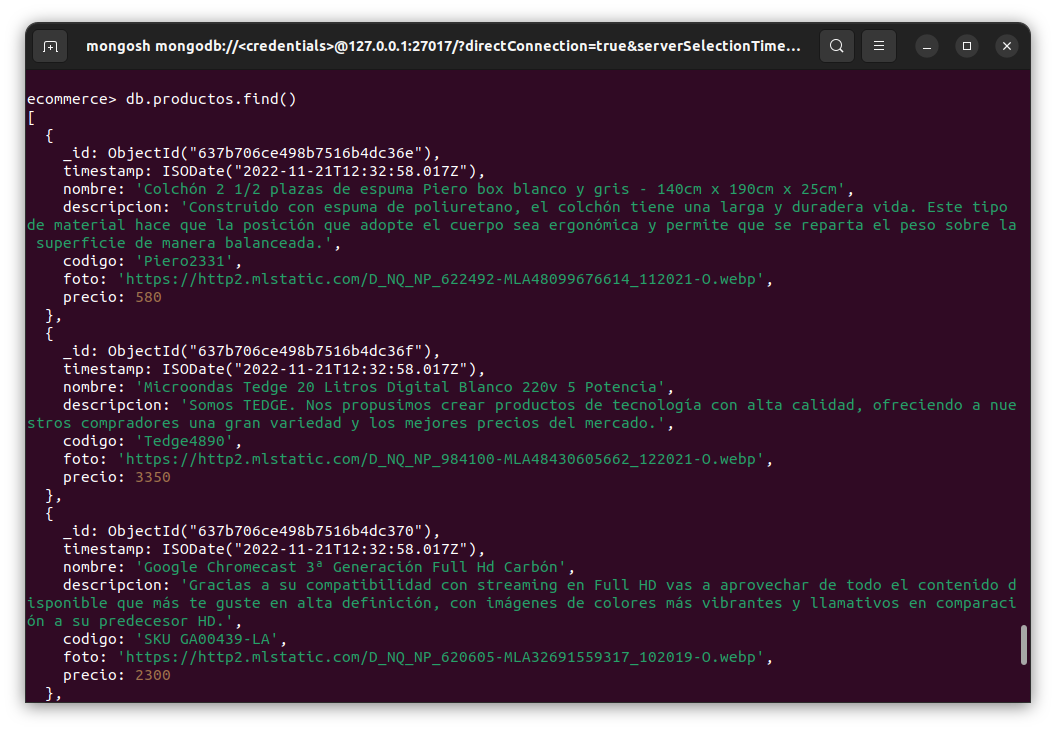 mongosh mongodb://<credentials>@127.0.0.1:27017/?directConnection=true&serverSelectionTime...
ecommerce> db.productos.find()
[
  {
    _id: ObjectId("637b706ce498b7516b4dc36e"),
    timestamp: ISODate("2022-11-21T12:32:58.017Z"),
    nombre: 'Colchón 2 1/2 plazas de espuma Piero box blanco y gris - 140cm x 190cm x 25cm',
    descripcion: 'Construido con espuma de poliuretano, el colchón tiene una larga y duradera vida. Este tipo
de material hace que la posición que adopte el cuerpo sea ergonómica y permite que se reparta el peso sobre la
 superficie de manera balanceada.',
    codigo: 'Piero2331',
    foto: 'https://http2.mlstatic.com/D_NQ_NP_622492-MLA48099676614_112021-O.webp',
    precio: 580
  },
  {
    _id: ObjectId("637b706ce498b7516b4dc36f"),
    timestamp: ISODate("2022-11-21T12:32:58.017Z"),
    nombre: 'Microondas Tedge 20 Litros Digital Blanco 220v 5 Potencia',
    descripcion: 'Somos TEDGE. Nos propusimos crear productos de tecnología con alta calidad, ofreciendo a nue
stros compradores una gran variedad y los mejores precios del mercado.',
    codigo: 'Tedge4890',
    foto: 'https://http2.mlstatic.com/D_NQ_NP_984100-MLA48430605662_122021-O.webp',
    precio: 3350
  },
  {
    _id: ObjectId("637b706ce498b7516b4dc370"),
    timestamp: ISODate("2022-11-21T12:32:58.017Z"),
    nombre: 'Google Chromecast 3ª Generación Full Hd Carbón',
    descripcion: 'Gracias a su compatibilidad con streaming en Full HD vas a aprovechar de todo el contenido d
isponible que más te guste en alta definición, con imágenes de colores más vibrantes y llamativos en comparaci
ón a su predecesor HD.',
    codigo: 'SKU GA00439-LA',
    foto: 'https://http2.mlstatic.com/D_NQ_NP_620605-MLA32691559317_102019-O.webp',
    precio: 2300
  },